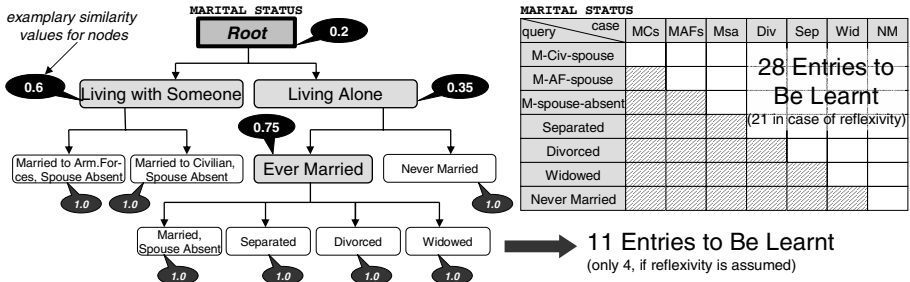 exemplary similarity
values for nodes
MARITAL STATUS
Root
0.2
0.6
Living with Someone
Living Alone
0.35
0.75
Married to Arm.For-
ces, Spouse Absent
Married to Civilian,
Spouse Absent
Ever Married
Never Married
1.0
1.0
1.0
Married,
Spouse Absent
Separated
Divorced
Widowed
1.0
1.0
1.0
1.0
MARITAL STATUS
query case MCs MAFs Msa Div Sep Wid NM
M-Civ-spouse
M-AF-spouse
M-spouse-absent
Separated
Divorced
Widowed
Never Married
28 Entries to
Be Learnt
(21 in case of reflexivity)
11 Entries to Be Learnt
(only 4, if reflexivity is assumed)